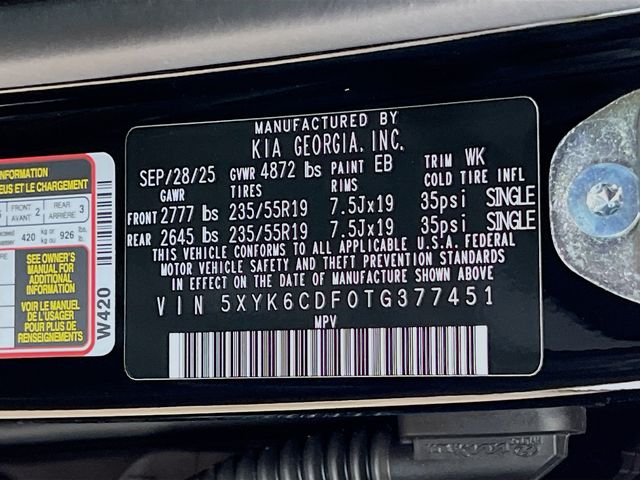 MANUFACTURED BY
KIA GEORGIA, INC.
SEP/28/25 GVWR 4872 lbs PAINT EB TRIM WK
GAWR TIRES RIMS COLD TIRE INFL
FRONT 2777 lbs 235/55R19 7.5Jx19 35psi SINGLE
REAR 2645 lbs 235/55R19 7.5Jx19 35psi SINGLE
THIS VEHICLE CONFORMS TO ALL APPLICABLE U.S.A. FEDERAL
MOTOR VEHICLE SAFETY AND THEFT PREVENTION STANDARDS
IN EFFECT ON THE DATE OF MANUFACTURE SHOWN ABOVE.
VIN 5XYK6CDF0TG377451
MPV
INFORMATION
EUS ET LE CHARGEMENT
FRONT 2 REAR 3
AVANT ARRIÈRE
420 kg 926 lb.
SEE OWNER'S
MANUAL FOR
ADDITIONAL
INFORMATION
VOIR LE MANUEL
DE L'USAGER
POUR PLUS DE
RENSEIGNEMENTS
W420